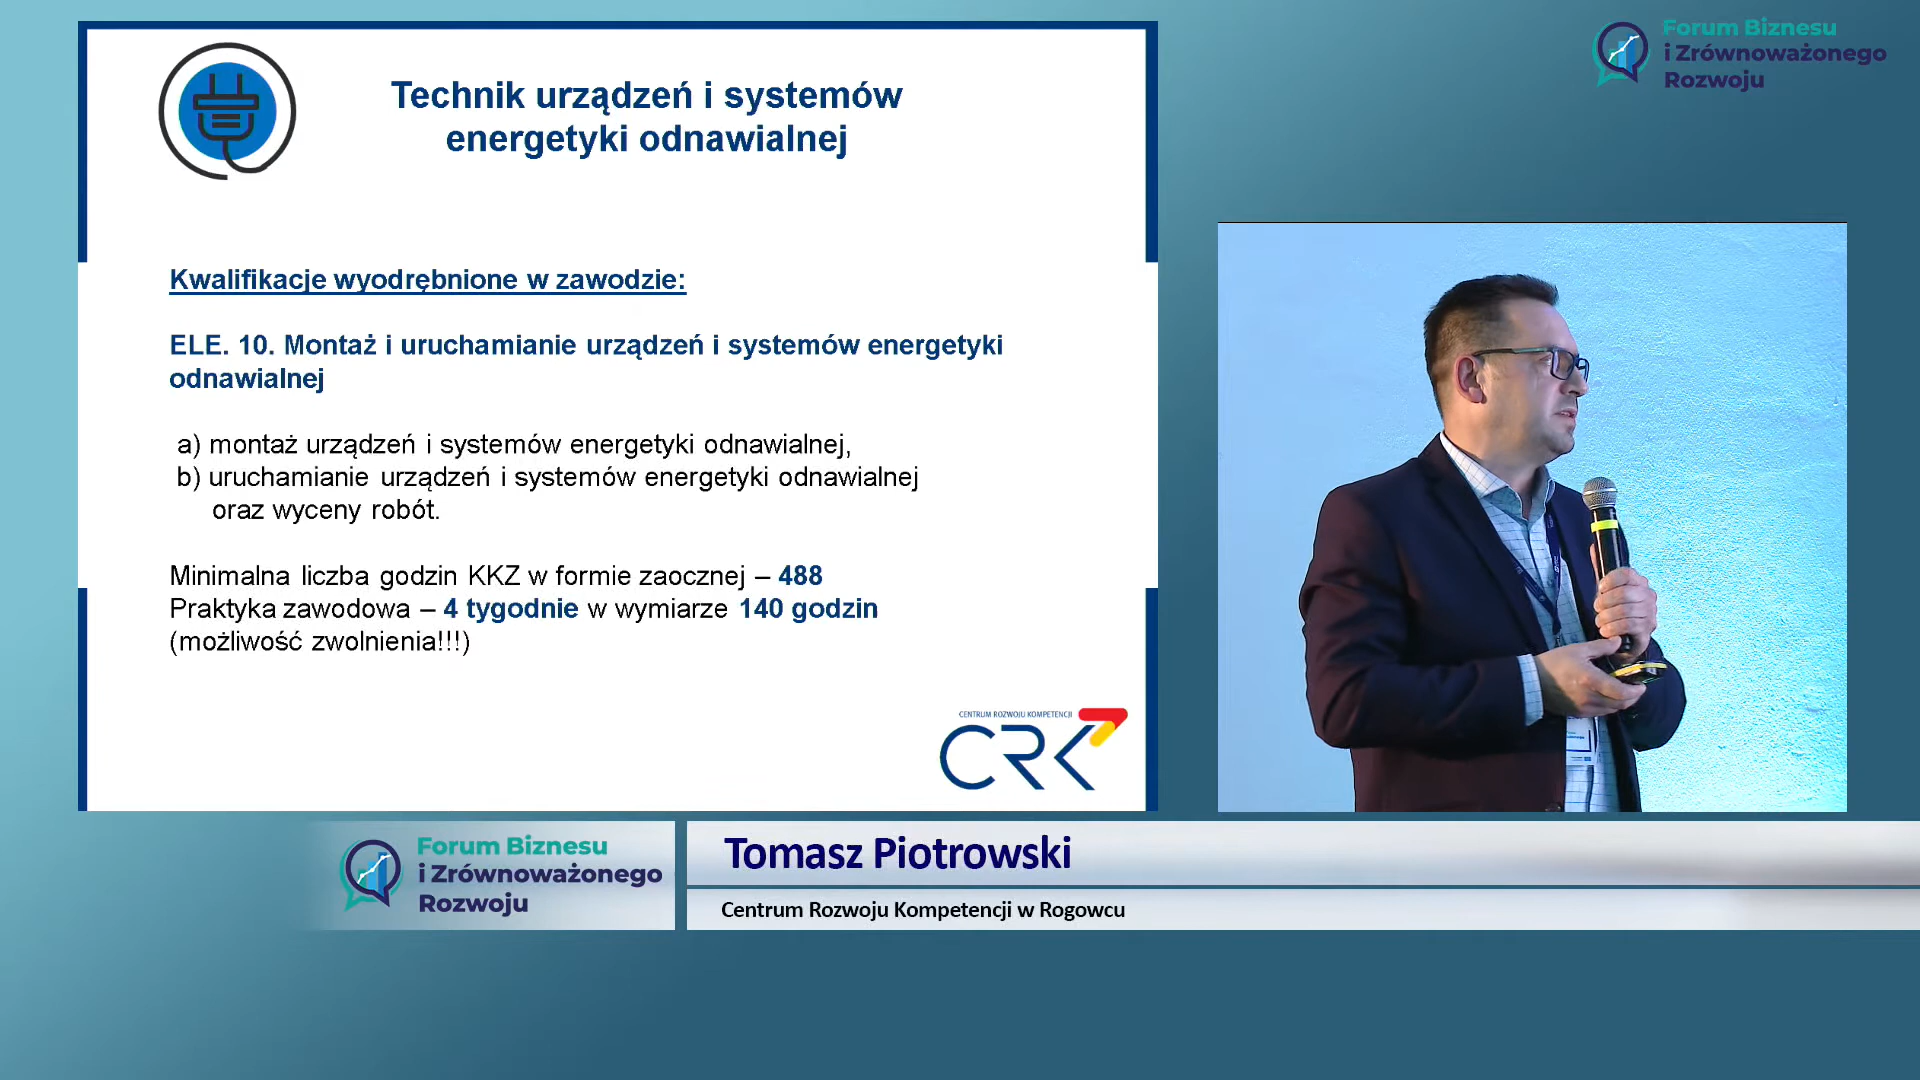 Forum Biznesu
i Zrównoważonego
Rozwoju
Technik urządzeń i systemów
energetyki odnawialnej
Kwalifikacje wyodrębnione w zawodzie:
ELE. 10. Montaż i uruchamianie urządzeń i systemów energetyki
odnawialnej
a) montaż urządzeń i systemów energetyki odnawialnej,
b) uruchamianie urządzeń i systemów energetyki odnawialnej
oraz wyceny robót.
Minimalna liczba godzin KKZ w formie zaocznej – 488
Praktyka zawodowa – 4 tygodnie w wymiarze 140 godzin
(możliwość zwolnienia!!!)
CENTRUM ROZWOJU KOMPETENCJI
CRK
Forum Biznesu
i Zrównoważonego
Rozwoju
Tomasz Piotrowski
Centrum Rozwoju Kompetencji w Rogowcu